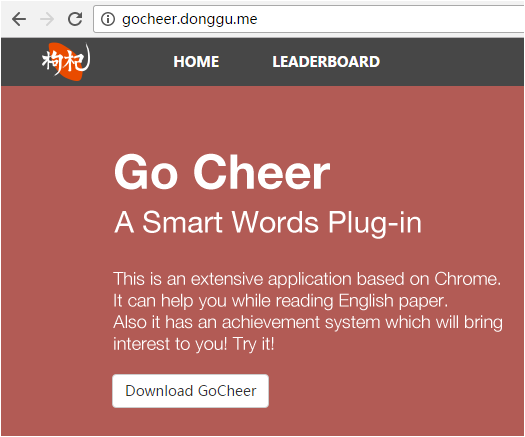 gocheer.donggu.me
枸杞
HOME
LEADERBOARD
Go Cheer
A Smart Words Plug-in
This is an extensive application based on Chrome.
It can help you while reading English paper.
Also it has an achievement system which will bring
interest to you! Try it!
Download GoCheer